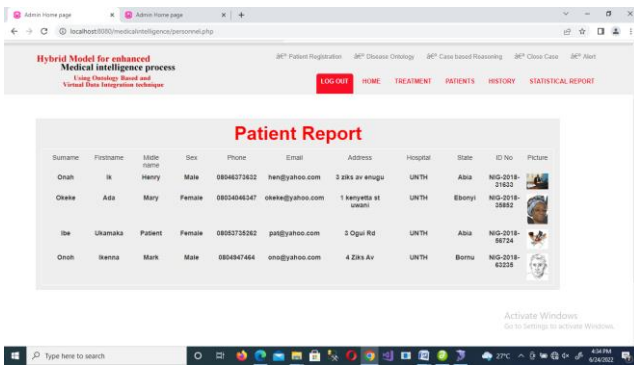 Admin Home page
Admin Home page
localhost:8080/medicalintelligence/personnel.php
Hybrid Model for enhanced
Medical intelligence process
Using Ontology Based and
Virtual Data Integration technique
– Patient Registration – Disease Ontology – Case based Reasoning – Close Case – Alert
LOG OUT HOME TREATMENT PATIENTS HISTORY STATISTICAL REPORT
Patient Report
Surname Firstname Midle name Sex Phone Email Address Hospital State ID No Picture
Onah Ik Henry Male 08046373632 hen@yahoo.com 3 ziks av enugu UNTH Abia NIG-2018-31633
Okeke Ada Mary Female 08034046347 okeke@yahoo.com 1 kenyetta st uwani UNTH Ebonyi NIG-2018-35852
Ibe Ukamaka Patient Female 08053735262 pat@yahoo.com 3 Ogui Rd UNTH Abia NIG-2018-56724
Onoh Ikenna Mark Male 0804947464 ono@yahoo.com 4 Ziks Av UNTH Bornu NIG-2018-63235
Activate Windows
Go to Settings to activate Windows.
Type here to search
27°C
4:34 PM
6/24/2022